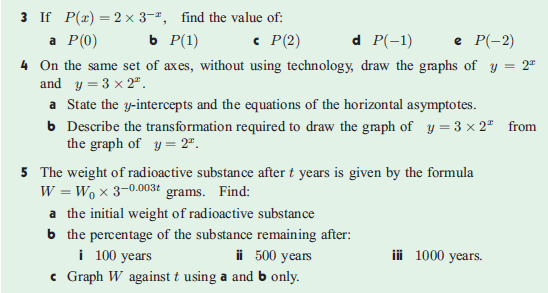 3 If P(x) = 2 × 3⁻ˣ, find the value of:
a P(0) b P(1) c P(2) d P(−1) e P(−2)
4 On the same set of axes, without using technology, draw the graphs of y = 2ˣ
and y = 3 × 2ˣ.
a State the y-intercepts and the equations of the horizontal asymptotes.
b Describe the transformation required to draw the graph of y = 3 × 2ˣ from
the graph of y = 2ˣ.
5 The weight of radioactive substance after t years is given by the formula
W = W₀ × 3^(−0.003t) grams. Find:
a the initial weight of radioactive substance
b the percentage of the substance remaining after:
i 100 years ii 500 years iii 1000 years.
c Graph W against t using a and b only.